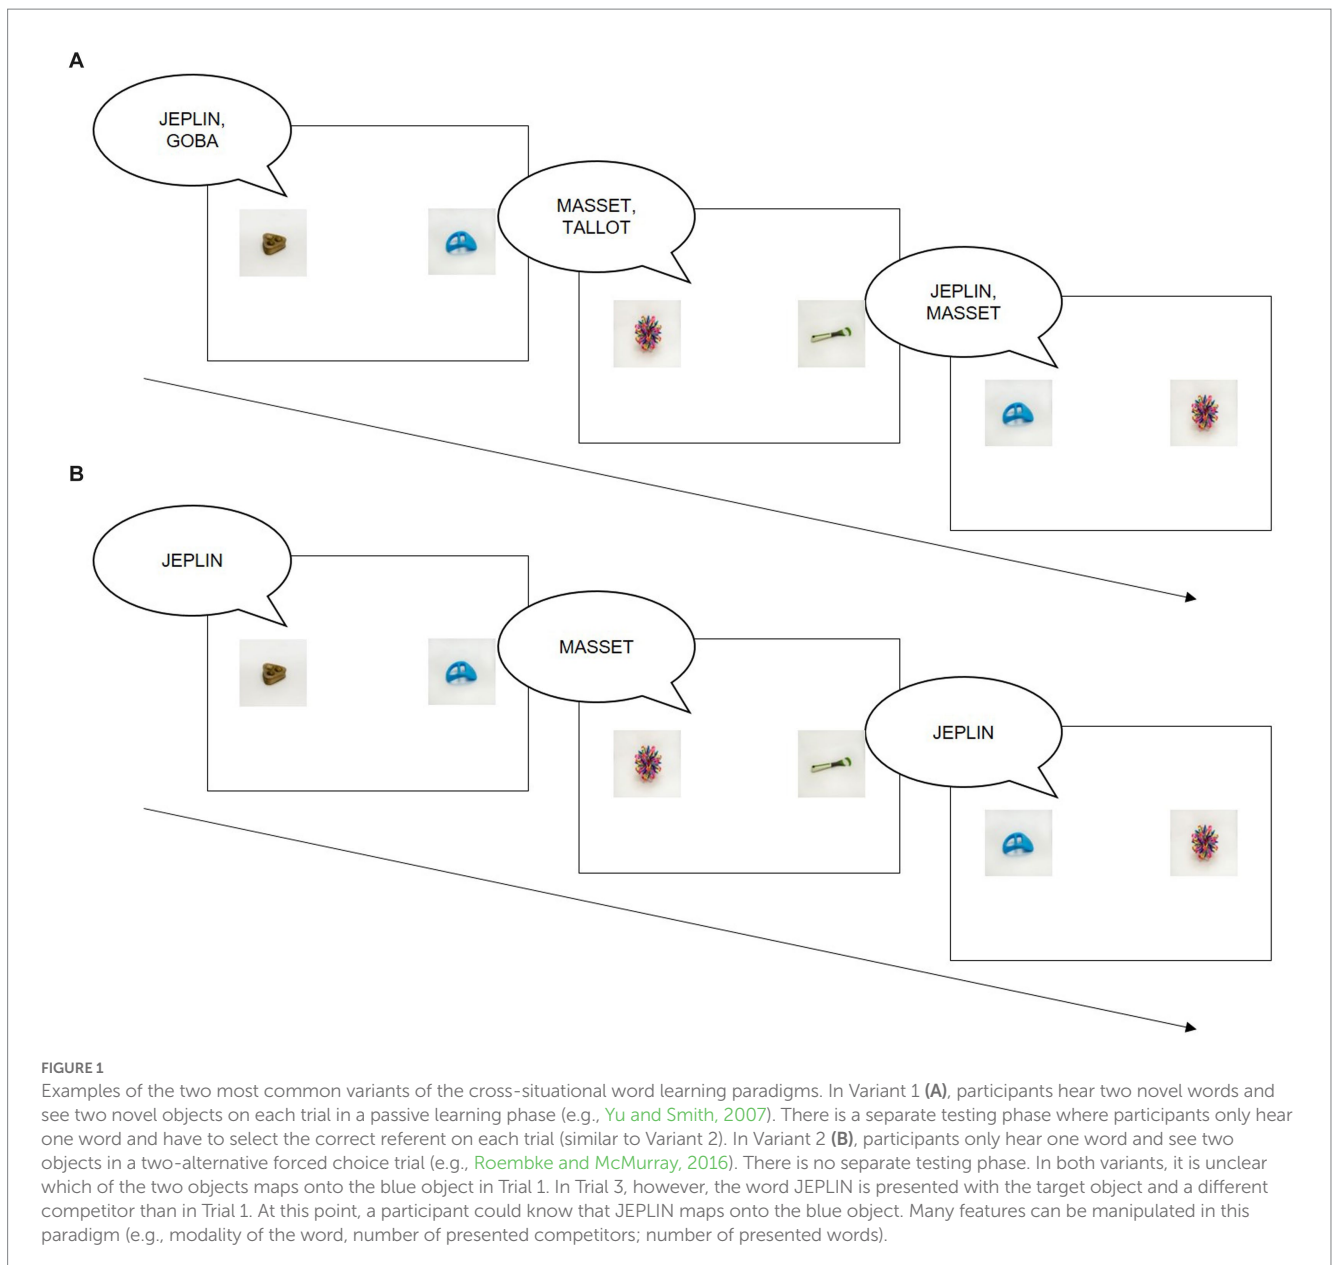 A
JEPLIN,
GOBA
MASSET,
TALLOT
JEPLIN,
MASSET
B
JEPLIN
MASSET
JEPLIN
FIGURE 1
Examples of the two most common variants of the cross-situational word learning paradigms. In Variant 1 (A), participants hear two novel words and
see two novel objects on each trial in a passive learning phase (e.g., Yu and Smith, 2007). There is a separate testing phase where participants only hear
one word and have to select the correct referent on each trial (similar to Variant 2). In Variant 2 (B), participants only hear one word and see two
objects in a two-alternative forced choice trial (e.g., Roembke and McMurray, 2016). There is no separate testing phase. In both variants, it is unclear
which of the two objects maps onto the blue object in Trial 1. In Trial 3, however, the word JEPLIN is presented with the target object and a different
competitor than in Trial 1. At this point, a participant could know that JEPLIN maps onto the blue object. Many features can be manipulated in this
paradigm (e.g., modality of the word, number of presented competitors; number of presented words).